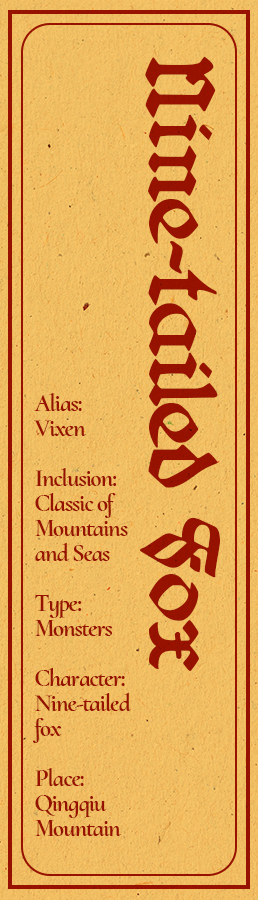 Nine-tailed Fox
Alias:
Vixen
Inclusion:
Classic of
Mountains
and Seas
Type:
Monsters
Character:
Nine-tailed
fox
Place:
Qingqiu
Mountain